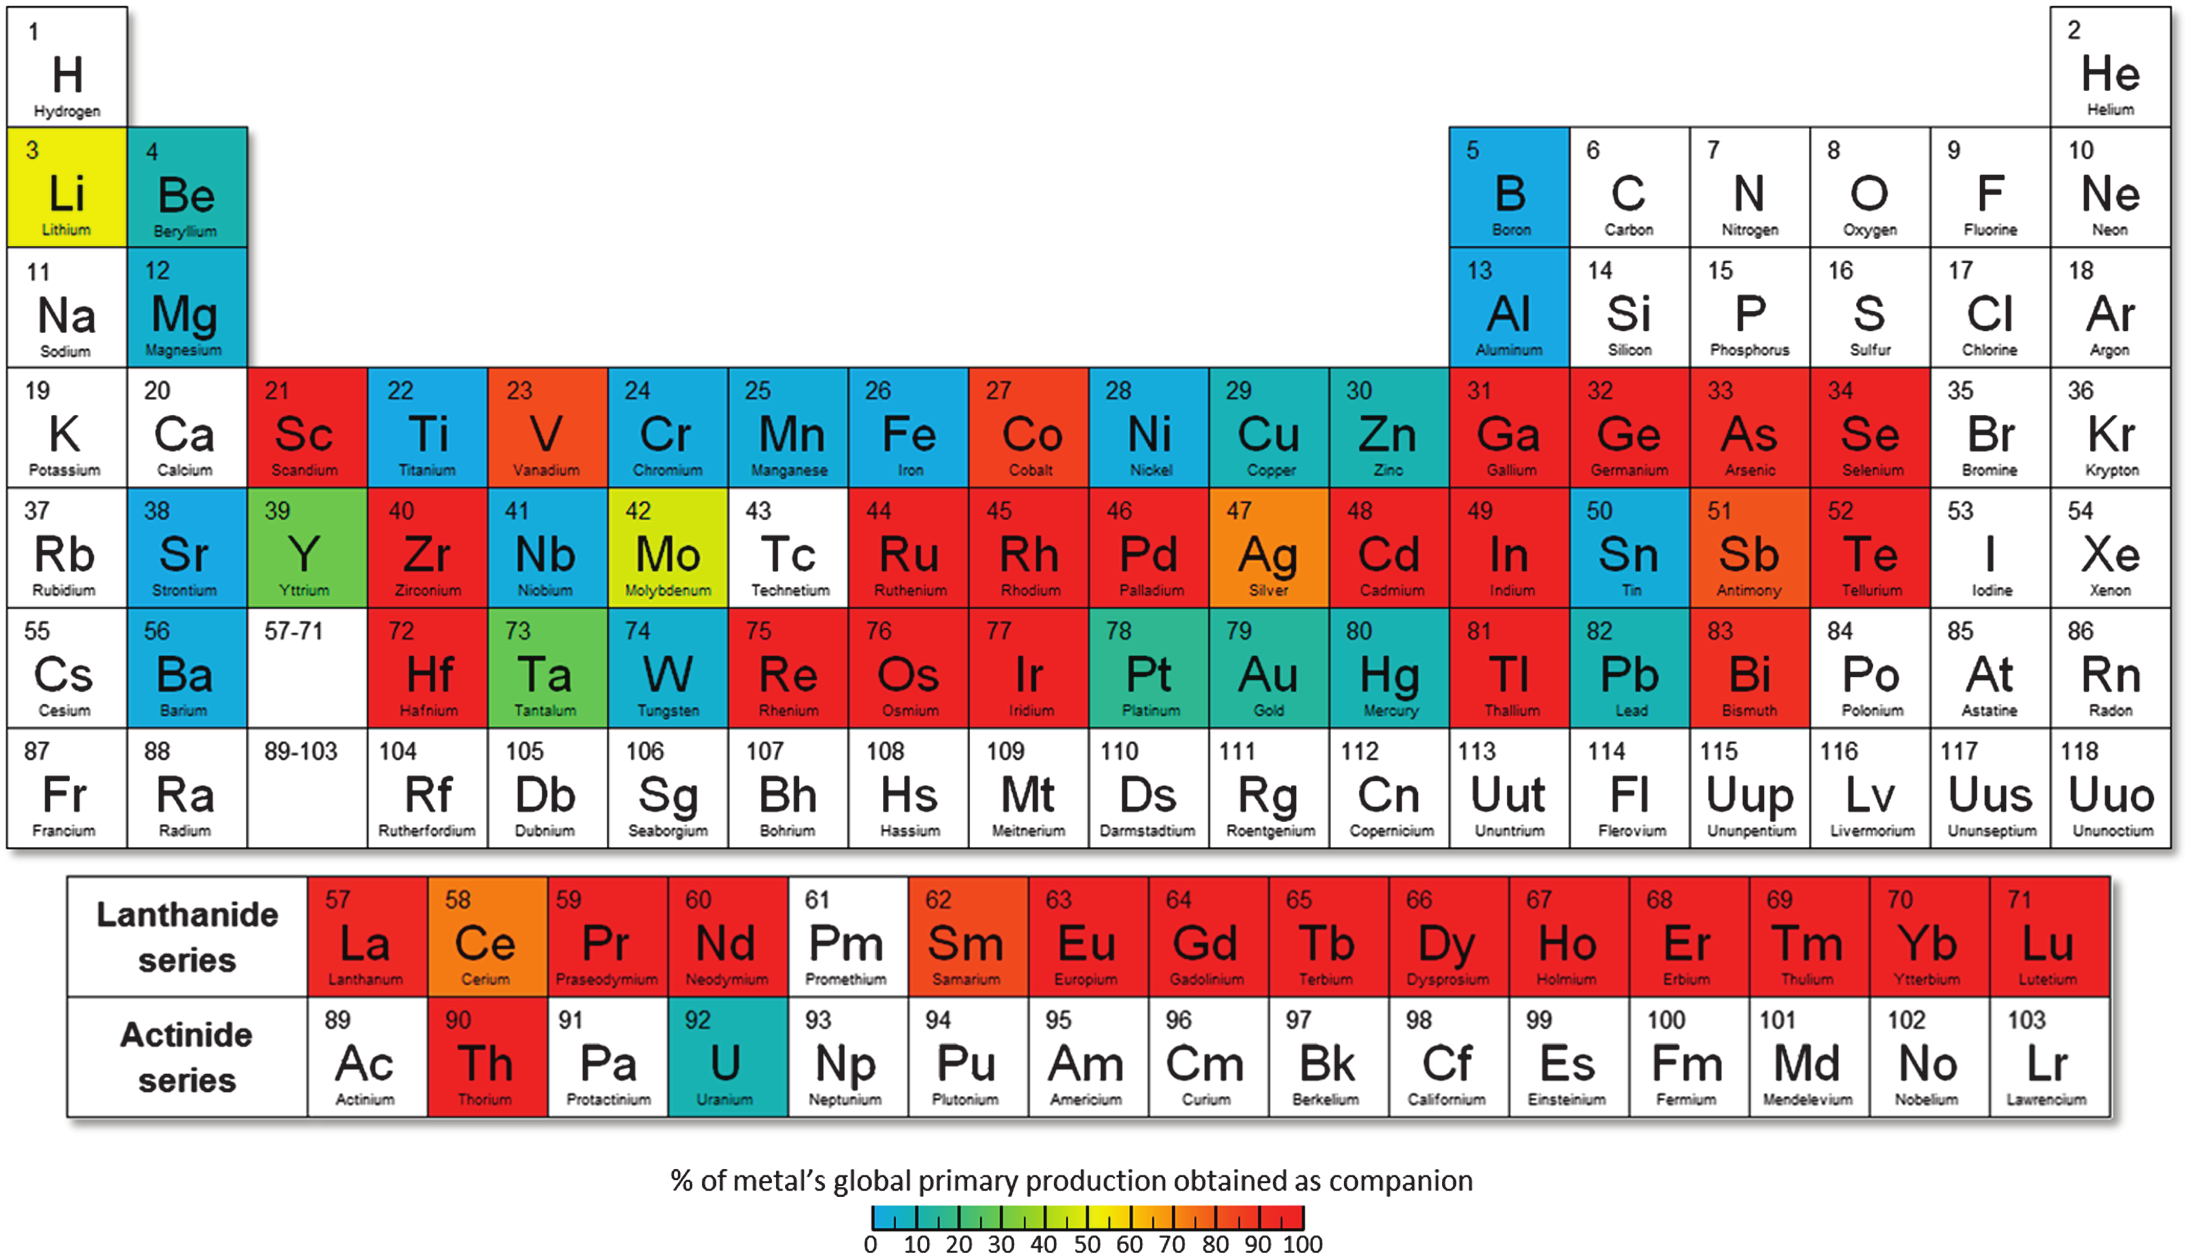 1 2
H He
Hydrogen Helium
3 4 5 6 7 8 9 10
Li Be B C N O F Ne
Lithium Beryllium Boron Carbon Nitrogen Oxygen Fluorine Neon
11 12 13 14 15 16 17 18
Na Mg Al Si P S Cl Ar
Sodium Magnesium Aluminum Silicon Phosphorus Sulfur Chlorine Argon
19 20 21 22 23 24 25 26 27 28 29 30 31 32 33 34 35 36
K Ca Sc Ti V Cr Mn Fe Co Ni Cu Zn Ga Ge As Se Br Kr
Potassium Calcium Scandium Titanium Vanadium Chromium Manganese Iron Cobalt Nickel Copper Zinc Gallium Germanium Arsenic Selenium Bromine Krypton
37 38 39 40 41 42 43 44 45 46 47 48 49 50 51 52 53 54
Rb Sr Y Zr Nb Mo Tc Ru Rh Pd Ag Cd In Sn Sb Te I Xe
Rubidium Strontium Yttrium Zirconium Niobium Molybdenum Technetium Ruthenium Rhodium Palladium Silver Cadmium Indium Tin Antimony Tellurium Iodine Xenon
55 56 57-71 72 73 74 75 76 77 78 79 80 81 82 83 84 85 86
Cs Ba Hf Ta W Re Os Ir Pt Au Hg Tl Pb Bi Po At Rn
Cesium Barium Hafnium Tantalum Tungsten Rhenium Osmium Iridium Platinum Gold Mercury Thallium Lead Bismuth Polonium Astatine Radon
87 88 89-103 104 105 106 107 108 109 110 111 112 113 114 115 116 117 118
Fr Ra Rf Db Sg Bh Hs Mt Ds Rg Cn Uut Fl Uup Lv Uus Uuo
Francium Radium Rutherfordium Dubnium Seaborgium Bohrium Hassium Meitnerium Darmstadtium Roentgenium Copernicium Ununtrium Flerovium Ununpentium Livermorium Ununseptium Ununoctium
Lanthanide
series
57 58 59 60 61 62 63 64 65 66 67 68 69 70 71
La Ce Pr Nd Pm Sm Eu Gd Tb Dy Ho Er Tm Yb Lu
Lanthanum Cerium Praseodymium Neodymium Promethium Samarium Europium Gadolinium Terbium Dysprosium Holmium Erbium Thulium Ytterbium Lutetium
Actinide
series
89 90 91 92 93 94 95 96 97 98 99 100 101 102 103
Ac Th Pa U Np Pu Am Cm Bk Cf Es Fm Md No Lr
Actinium Thorium Protactinium Uranium Neptunium Plutonium Americium Curium Berkelium Californium Einsteinium Fermium Mendelevium Nobelium Lawrencium
% of metal's global primary production obtained as companion
0 10 20 30 40 50 60 70 80 90 100